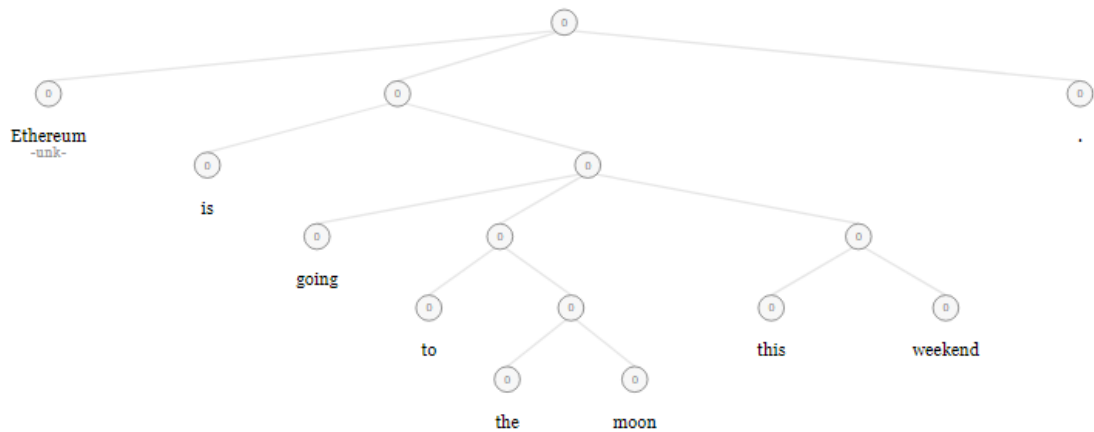 0
0 0 0
Ethereum .
-unk-
0 0
is
0 0 0
going
0 0 0 0
to this weekend
0 0
the moon